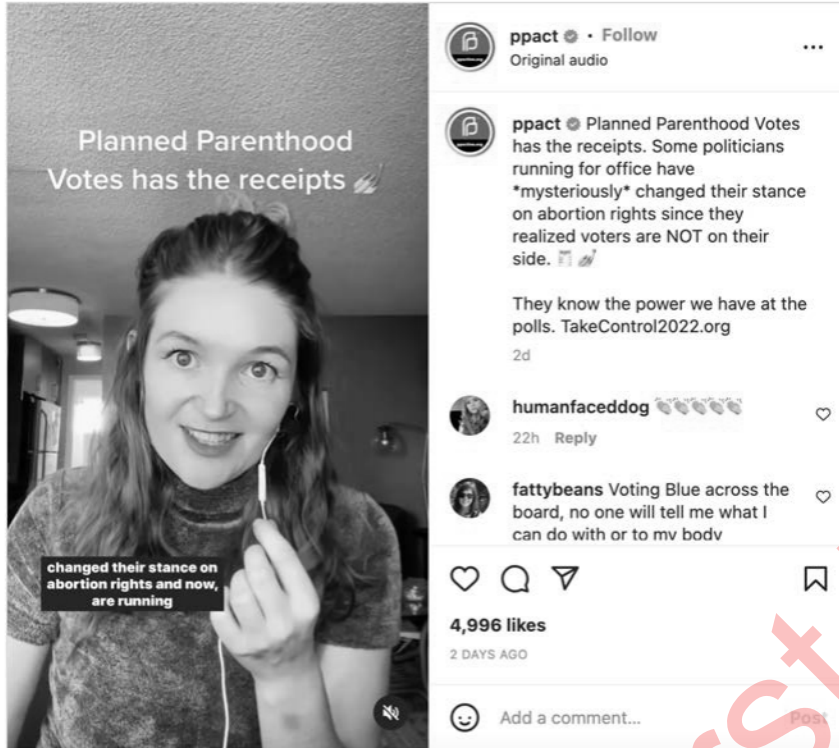 Planned Parenthood
Votes has the receipts 💅
changed their stance on
abortion rights and now,
are running
ppact • Follow
Original audio
...
ppact Planned Parenthood Votes
has the receipts. Some politicians
running for office have
*mysteriously* changed their stance
on abortion rights since they
realized voters are NOT on their
side. 🧾 💅
They know the power we have at the
polls. TakeControl2022.org
2d
humanfaceddog 👏👏👏👏👏
22h Reply
fattybeans Voting Blue across the
board, no one will tell me what I
can do with or to my body
4,996 likes
2 DAYS AGO
Add a comment... Post